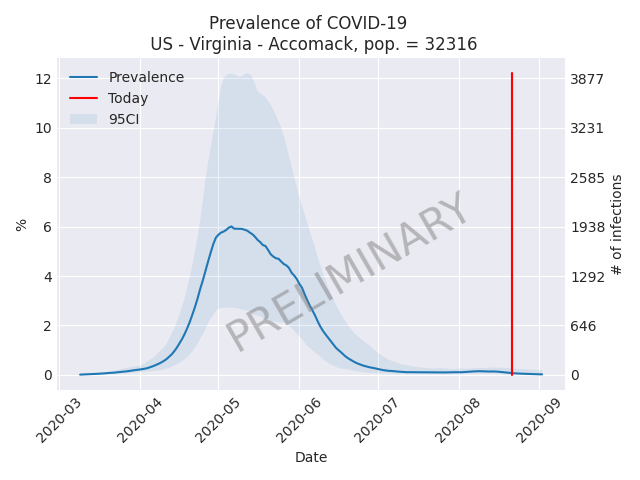 Prevalence of COVID-19
US - Virginia - Accomack, pop. = 32316
Prevalence
Today
95CI
12
10
8
6
4
2
0
%
3877
3231
2585
1938
1292
646
0
# of infections
PRELIMINARY
2020-03
2020-04
2020-05
2020-06
2020-07
2020-08
2020-09
Date